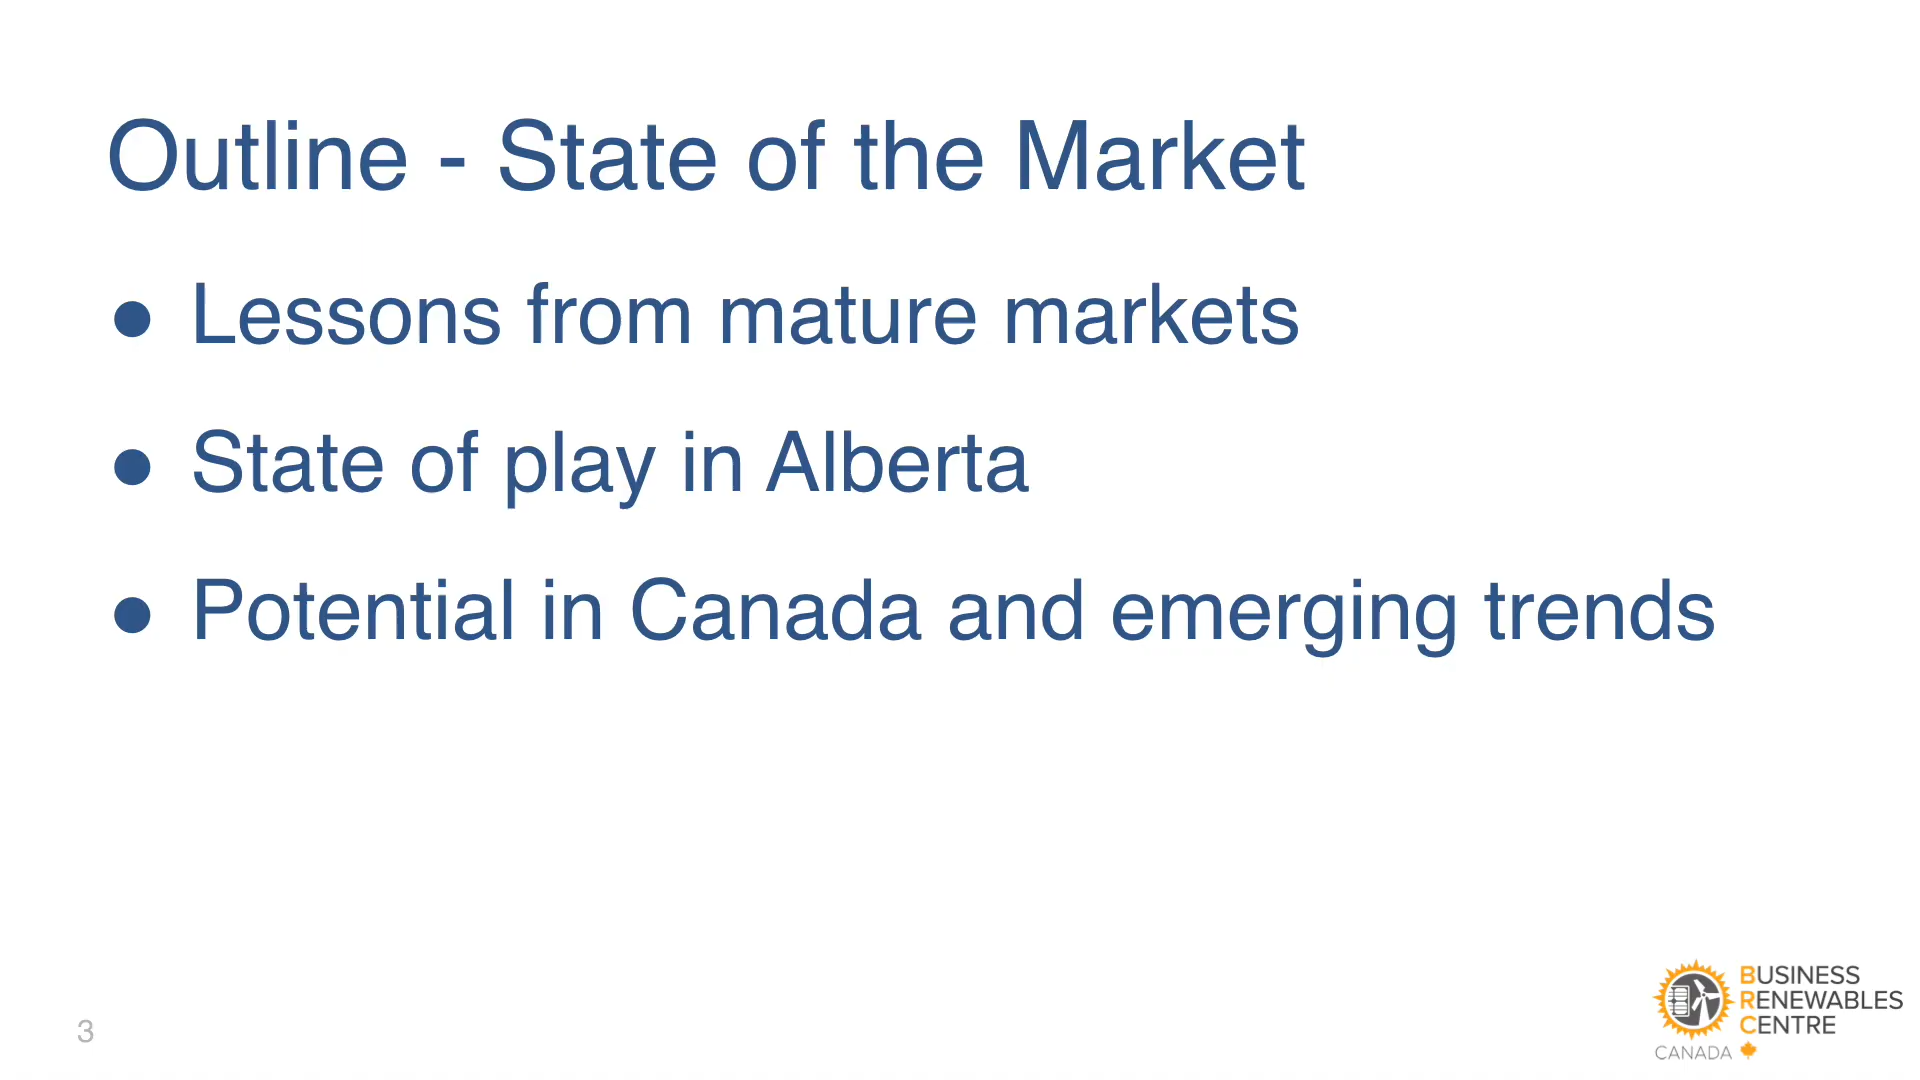 Outline - State of the Market
● Lessons from mature markets
● State of play in Alberta
● Potential in Canada and emerging trends
3
BUSINESS
RENEWABLES
CENTRE
CANADA